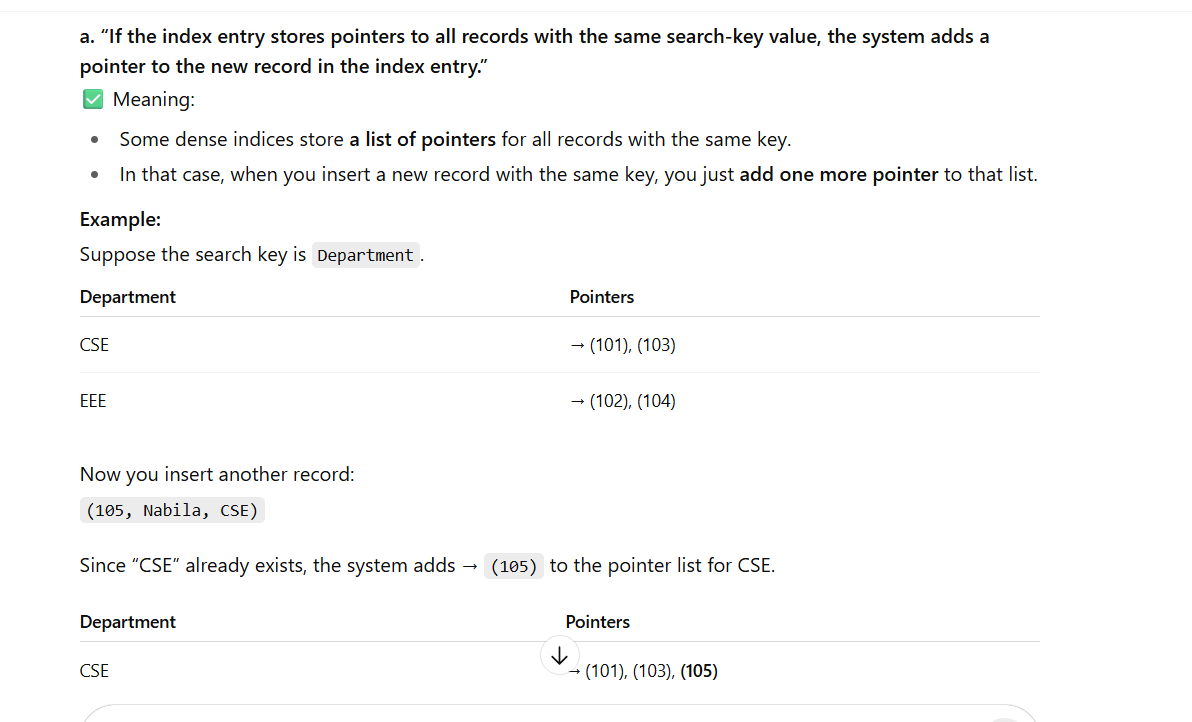 a. “If the index entry stores pointers to all records with the same search-key value, the system adds a
pointer to the new record in the index entry.”
✅ Meaning:
• Some dense indices store a list of pointers for all records with the same key.
• In that case, when you insert a new record with the same key, you just add one more pointer to that list.
Example:
Suppose the search key is Department.
Department Pointers
CSE → (101), (103)
EEE → (102), (104)
Now you insert another record:
(105, Nabila, CSE)
Since “CSE” already exists, the system adds → (105) to the pointer list for CSE.
Department Pointers
CSE → (101), (103), (105)